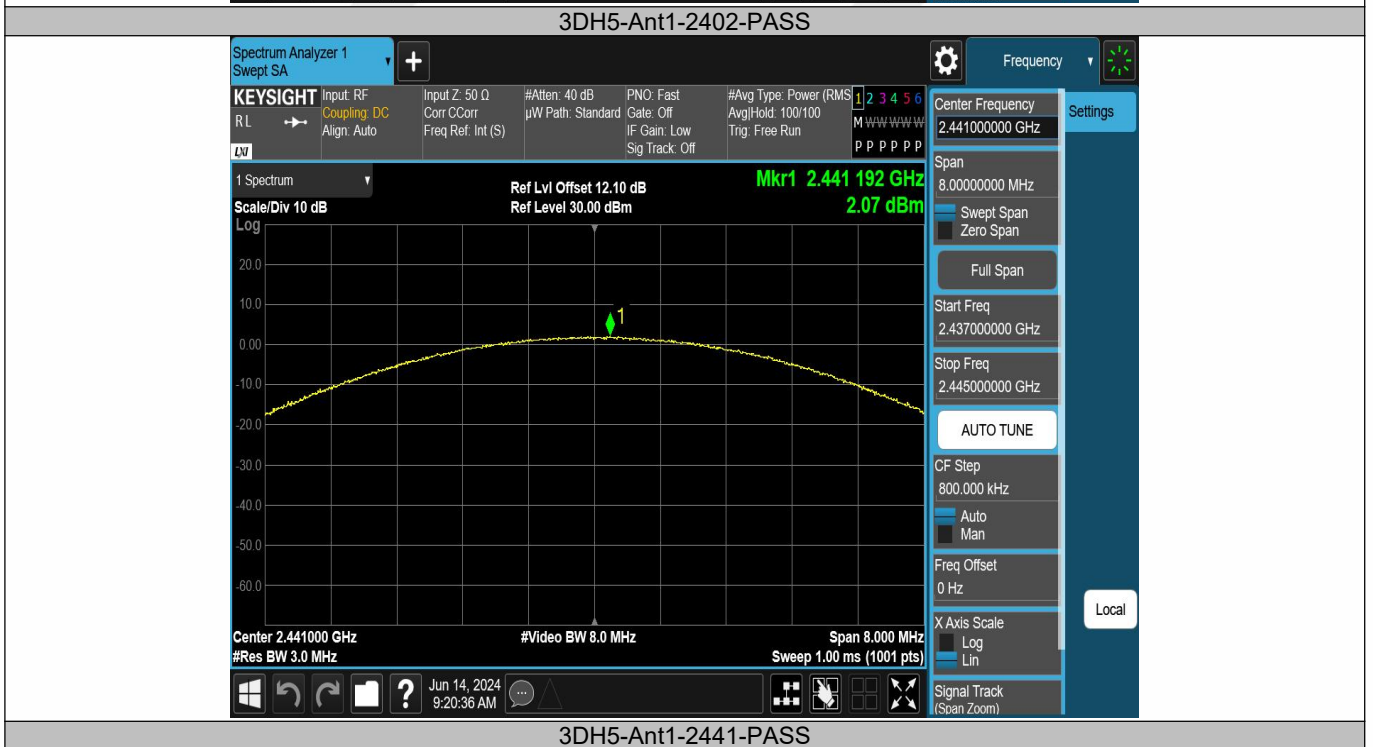 3DH5-Ant1-2402-PASS
Spectrum Analyzer 1
Swept SA
Frequency
KEYSIGHT
RL
LXI
Input: RF
Coupling: DC
Align: Auto
Input Z: 50 Ω
Corr CCorr
Freq Ref: Int (S)
#Atten: 40 dB
µW Path: Standard
PNO: Fast
Gate: Off
IF Gain: Low
Sig Track: Off
#Avg Type: Power (RMS
Avg|Hold: 100/100
Trig: Free Run
1 2 3 4 5 6
M W W W W W
P P P P P P
Center Frequency
2.441000000 GHz
Settings
Span
8.00000000 MHz
Swept Span
Zero Span
Full Span
Start Freq
2.437000000 GHz
Stop Freq
2.445000000 GHz
AUTO TUNE
CF Step
800.000 kHz
Auto
Man
Freq Offset
0 Hz
X Axis Scale
Log
Lin
Signal Track
(Span Zoom)
Local
1 Spectrum
Scale/Div 10 dB
Log
Ref Lvl Offset 12.10 dB
Ref Level 30.00 dBm
Mkr1 2.441 192 GHz
2.07 dBm
20.0
10.0
1
0.00
-10.0
-20.0
-30.0
-40.0
-50.0
-60.0
Center 2.441000 GHz
#Res BW 3.0 MHz
#Video BW 8.0 MHz
Span 8.000 MHz
Sweep 1.00 ms (1001 pts)
?
Jun 14, 2024
9:20:36 AM
3DH5-Ant1-2441-PASS